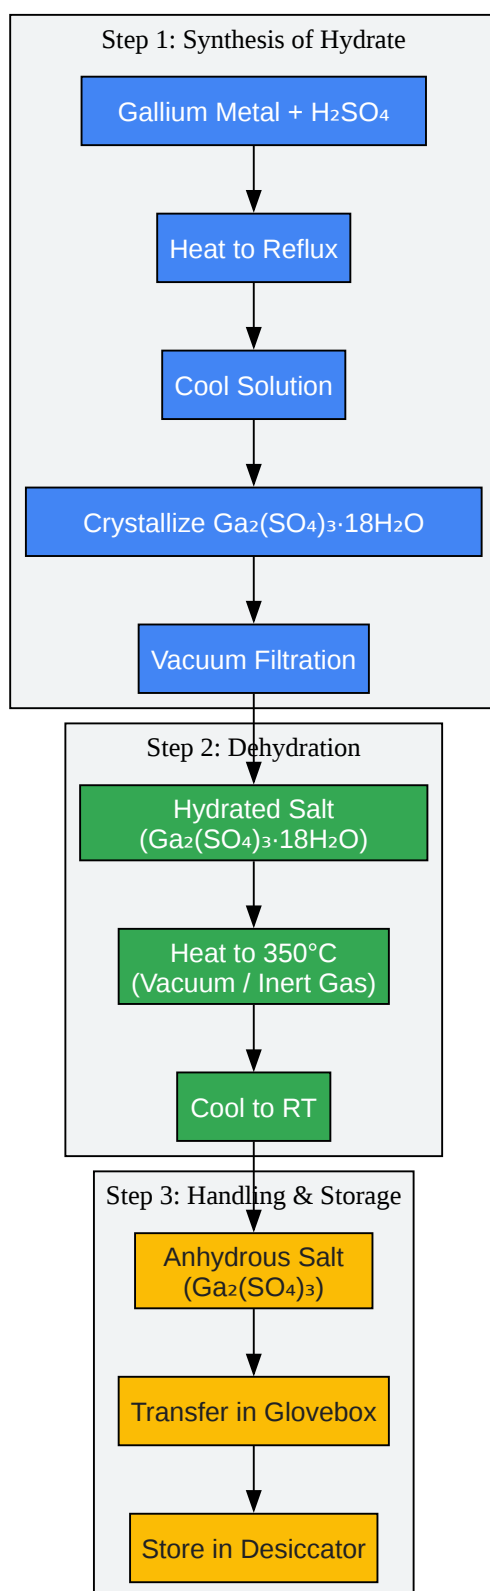 Step 1: Synthesis of Hydrate
Gallium Metal + H₂SO₄
Heat to Reflux
Cool Solution
Crystallize Ga₂(SO₄)₃·18H₂O
Vacuum Filtration
Step 2: Dehydration
Hydrated Salt
(Ga₂(SO₄)₃·18H₂O)
Heat to 350°C
(Vacuum / Inert Gas)
Cool to RT
Step 3: Handling & Storage
Anhydrous Salt
(Ga₂(SO₄)₃)
Transfer in Glovebox
Store in Desiccator